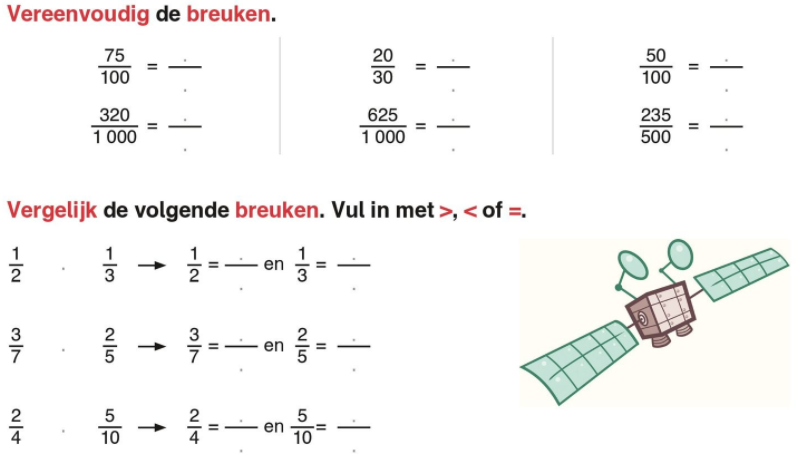 Vereenvoudig de breuken.
75/100 = ./. 20/30 = ./. 50/100 = ./.
320/1 000 = ./. 625/1 000 = ./. 235/500 = ./.
Vergelijk de volgende breuken. Vul in met >, < of =.
1/2 . 1/3 → 1/2 = ./. en 1/3 = ./.
3/7 . 2/5 → 3/7 = ./. en 2/5 = ./.
2/4 . 5/10 → 2/4 = ./. en 5/10 = ./.